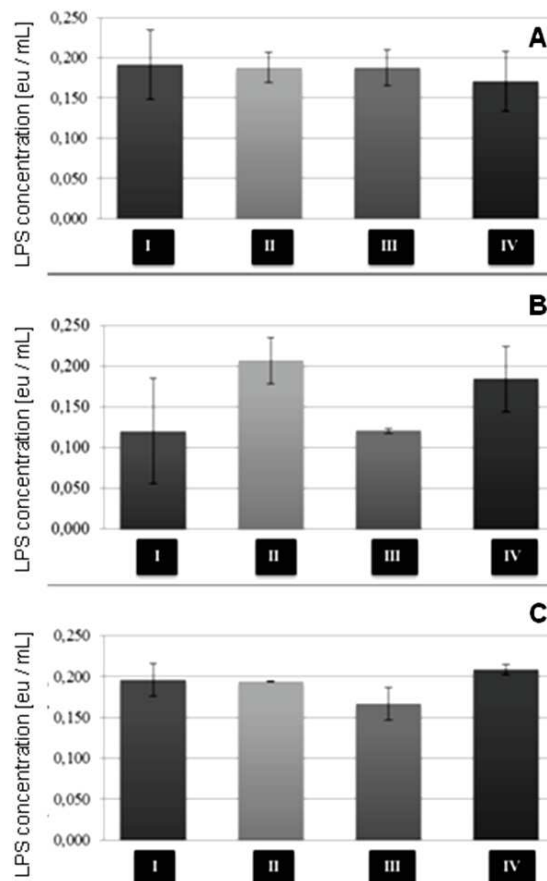 A
LPS concentration [eu / mL]
0,250
0,200
0,150
0,100
0,050
0,000
I II III IV
B
LPS concentration [eu / mL]
0,250
0,200
0,150
0,100
0,050
0,000
I II III IV
C
LPS concentration [eu / mL]
0,250
0,200
0,150
0,100
0,050
0,000
I II III IV